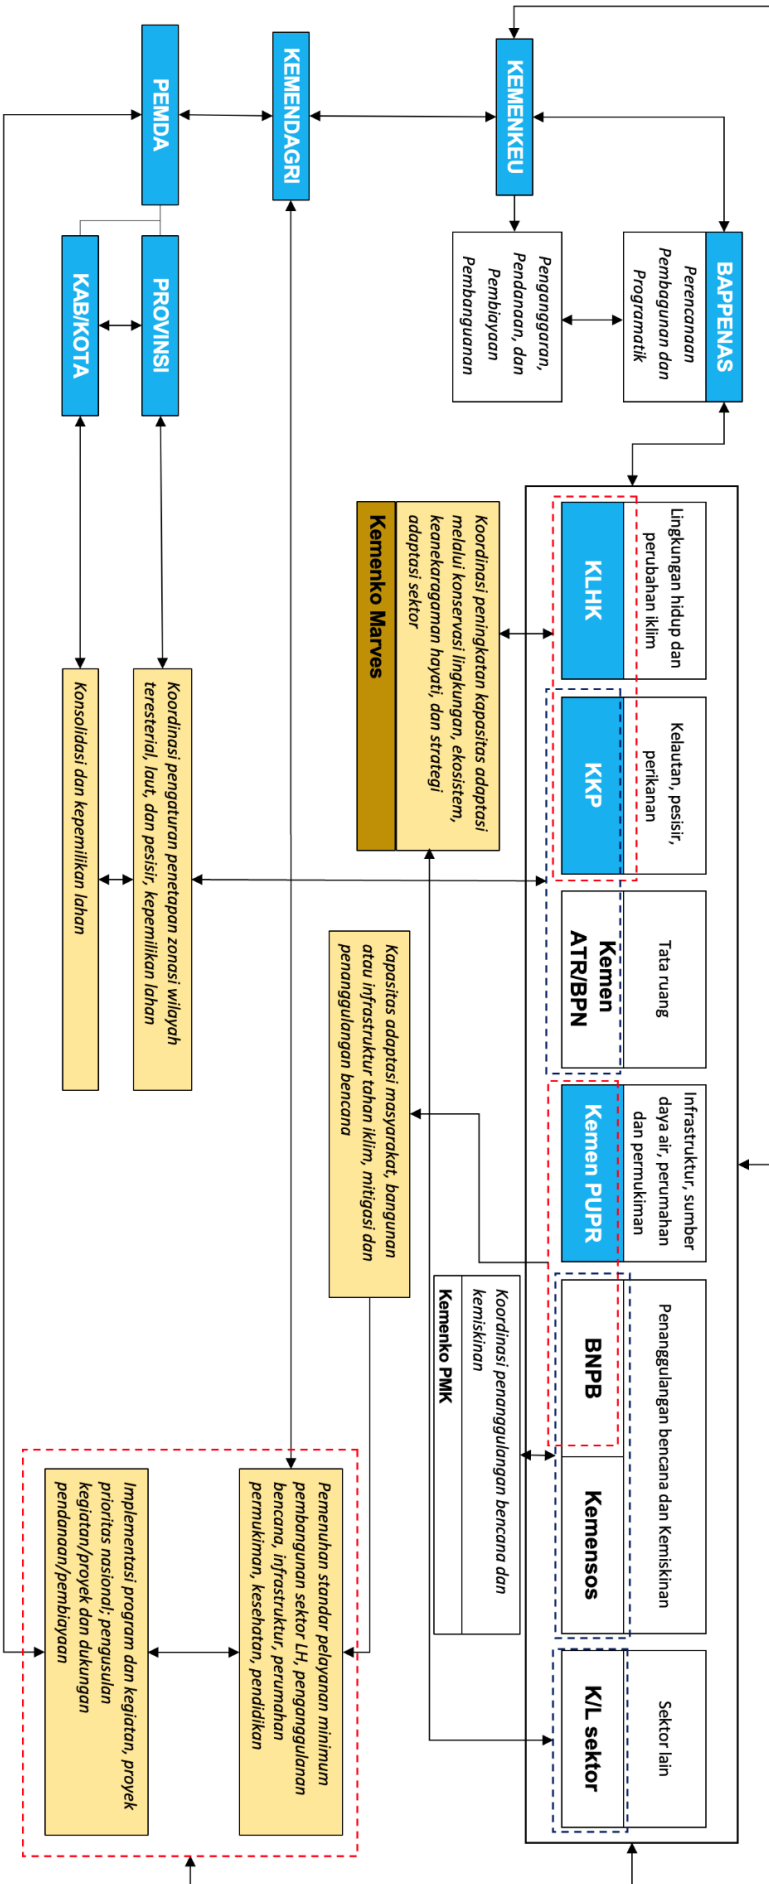 BAPPENAS
Perencanaan
Pembagunan dan
Programatik
KEMENKEU
Penganggaran,
Pendanaan, dan
Pembiayaan
Pembanguanan
KEMENDAGRI
PEMDA
PROVINSI
KAB/KOTA
Lingkungan hidup dan
perubahan iklim
KLHK
Kelautan, pesisir,
perikanan
KKP
Tata ruang
Kemen
ATR/BPN
Infrastruktur, sumber
daya air, perumahan
dan permukiman
Kemen PUPR
Penanggulangan bencana dan Kemiskinan
BNPB
Kemensos
Sektor lain
K/L sektor
Koordinasi peningkatan kapasitas adaptasi
melalui konservasi lingkungan, ekosistem,
keanekaragaman hayati, dan strategi
adaptasi sektor
Kemenko Marves
Koordinasi penanggulangan bencana dan
kemiskinan
Kemenko PMK
Kapasitas adaptasi masyarakat, bangunan
atau infrastruktur tahan iklim, mitigasi dan
penanggulangan bencana
Koordinasi pengaturan penetapan zonasi wilayah
teresterial, laut, dan pesisir, kepemilikan lahan
Konsolidasi dan kepemilikan lahan
Pemenuhan standar pelayanan minimum
pembangunan sektor LH, penganggulanan
bencana, infrastruktur, perumahan
permukiman, kesehatan, pendidikan
Implementasi program dan kegiatan, proyek
prioritas nasional; pengusulan
kegiatan/proyek dan dukungan
pendanaan/pembiayaan